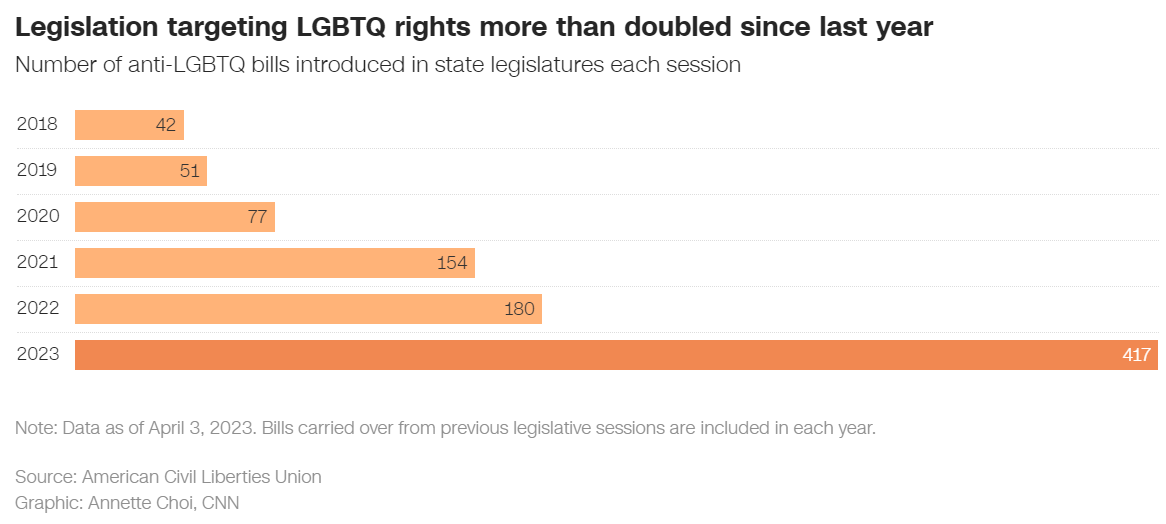 Legislation targeting LGBTQ rights more than doubled since last year
Number of anti-LGBTQ bills introduced in state legislatures each session
2018 42
2019 51
2020 77
2021 154
2022 180
2023 417
Note: Data as of April 3, 2023. Bills carried over from previous legislative sessions are included in each year.
Source: American Civil Liberties Union
Graphic: Annette Choi, CNN